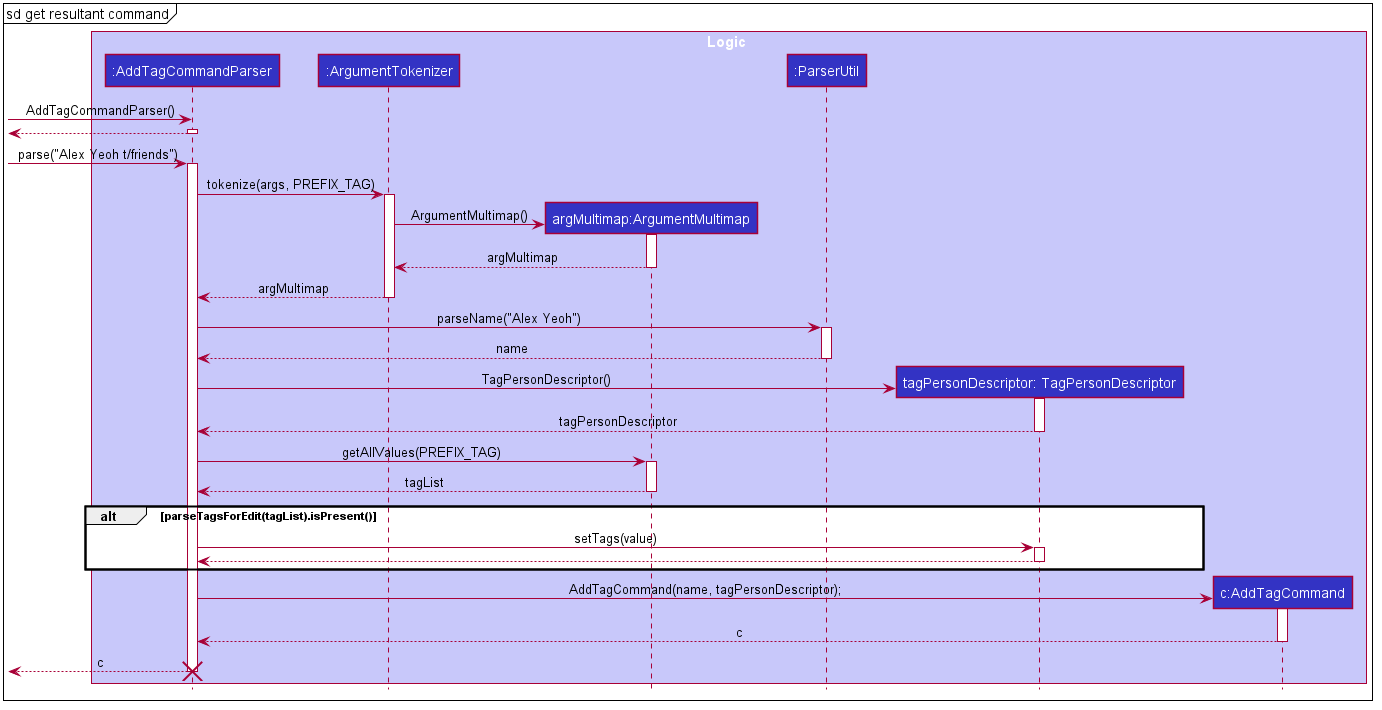 sd get resultant command
Logic
:AddTagCommandParser
:ArgumentTokenizer
:ParserUtil
AddTagCommandParser()
parse("Alex Yeoh t/friends")
tokenize(args, PREFIX_TAG)
ArgumentMultimap()
argMultimap:ArgumentMultimap
argMultimap
argMultimap
parseName("Alex Yeoh")
name
TagPersonDescriptor()
tagPersonDescriptor: TagPersonDescriptor
tagPersonDescriptor
getAllValues(PREFIX_TAG)
tagList
alt
[parseTagsForEdit(tagList).isPresent()]
setTags(value)
AddTagCommand(name, tagPersonDescriptor);
c:AddTagCommand
c
c